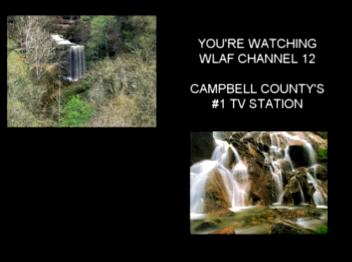 YOU'RE WATCHING
WLAF CHANNEL 12
CAMPBELL COUNTY'S
#1 TV STATION